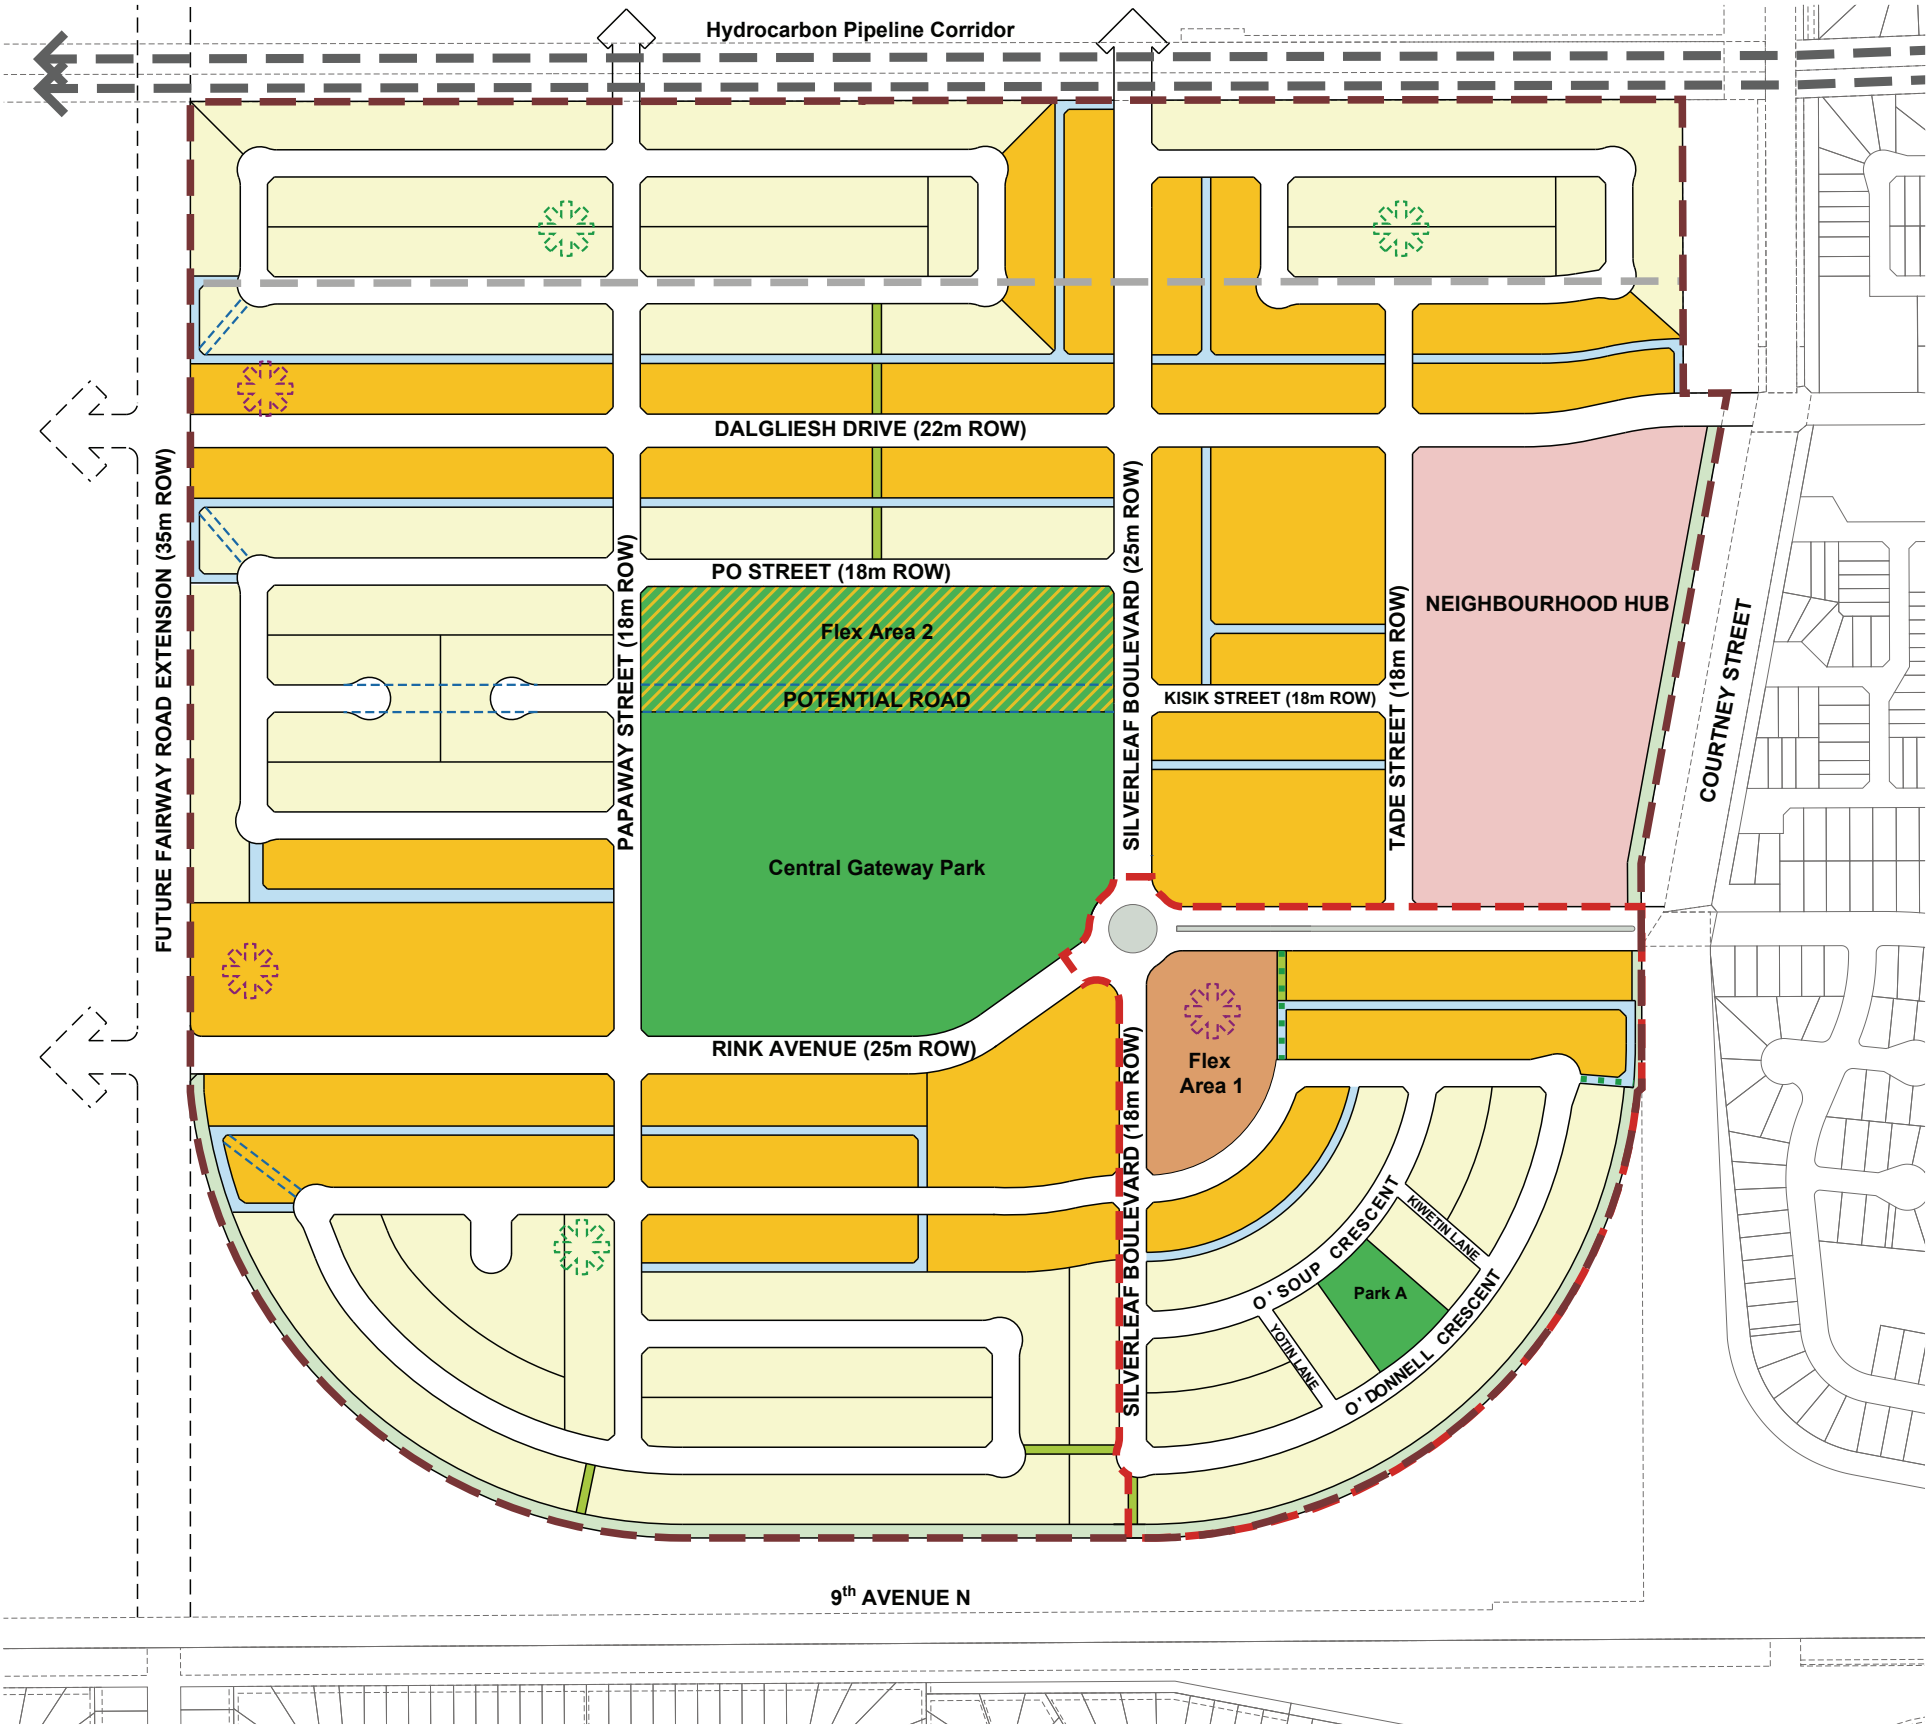 Hydrocarbon Pipeline Corridor
DALGLIESH DRIVE (22m ROW)
FUTURE FAIRWAY ROAD EXTENSION (35m ROW)
PAPAWAY STREET (18m ROW)
PO STREET (18m ROW)
SILVERLEAF BOULEVARD (25m ROW)
TADE STREET (18m ROW)
NEIGHBOURHOOD HUB
COURTNEY STREET
Flex Area 2
POTENTIAL ROAD
KISIK STREET (18m ROW)
Central Gateway Park
RINK AVENUE (25m ROW)
Flex
Area 1
SILVERLEAF BOULEVARD (18m ROW)
O' SOUP CRESCENT
KIWETIN LANE
Park A
YOTIN LANE
O' DONNELL CRESCENT
9th AVENUE N